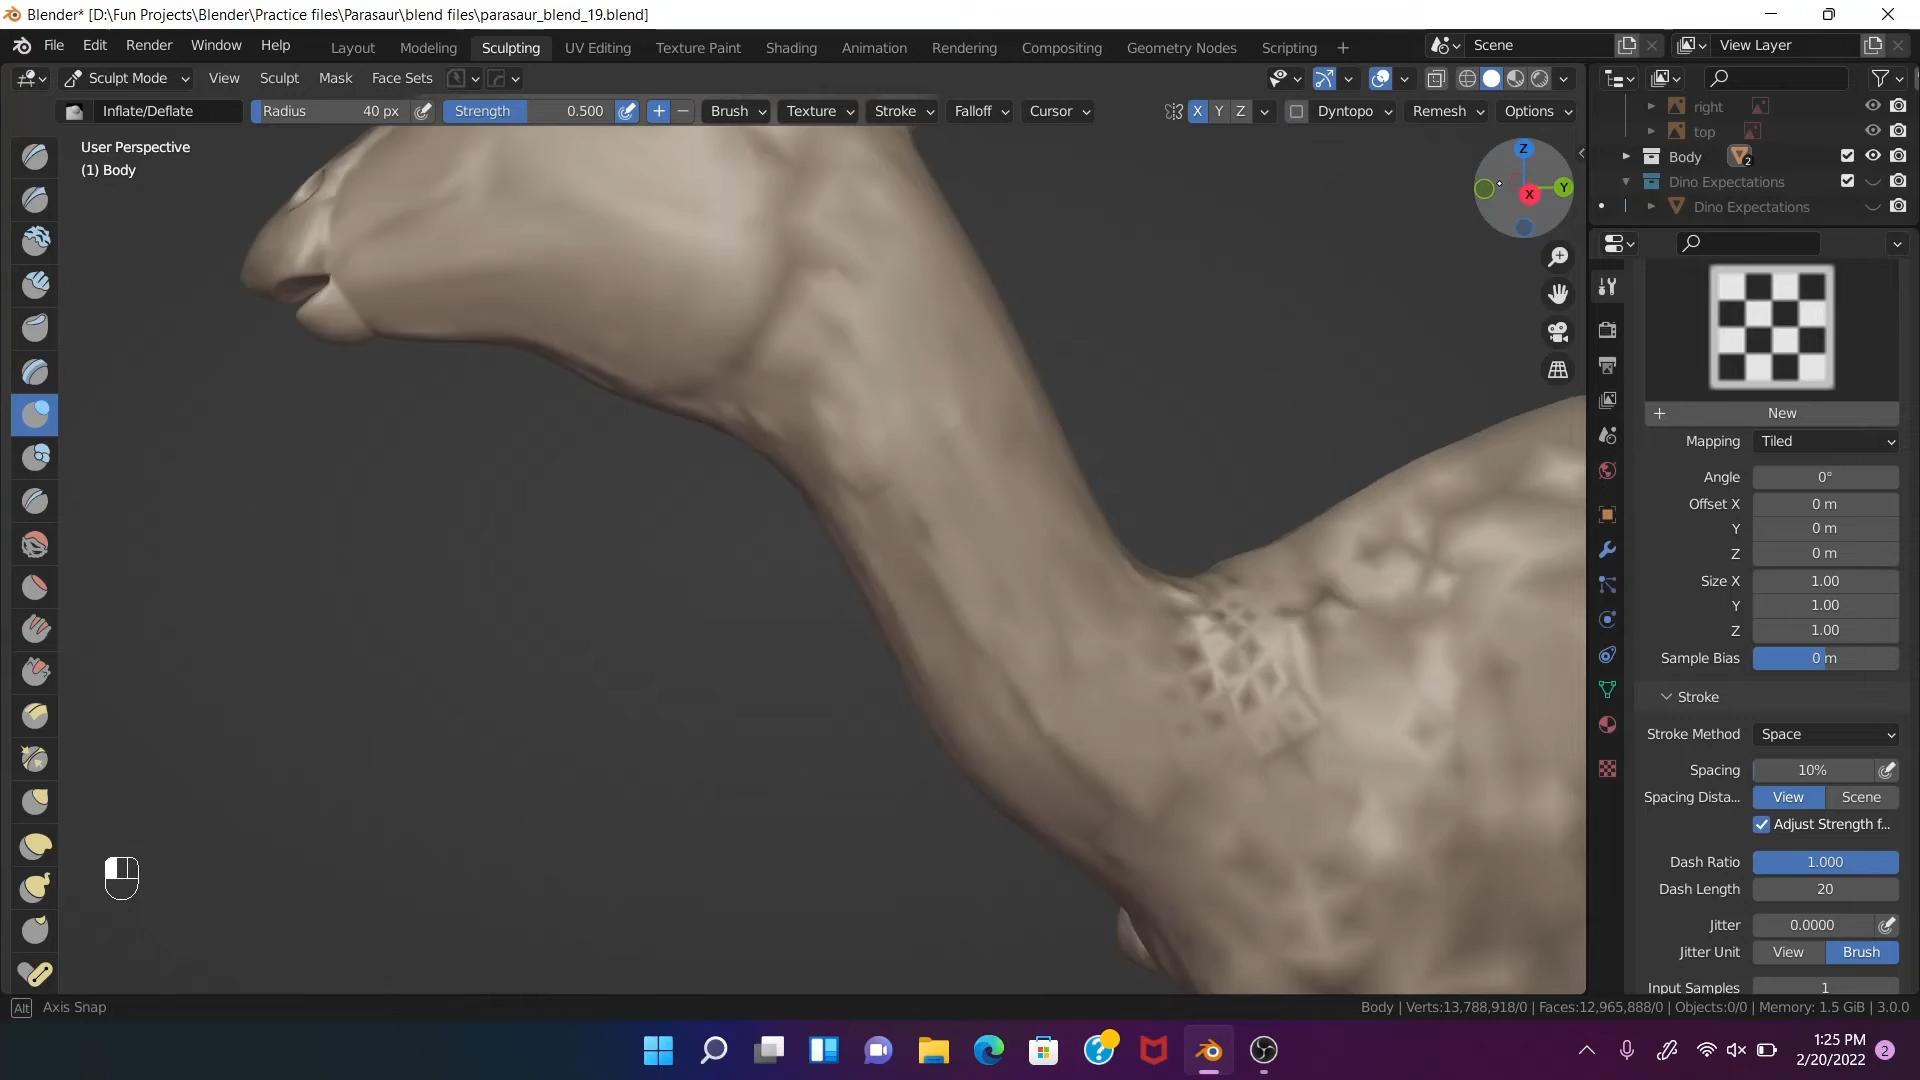 Blender* [D:\Fun Projects\Blender\Practice files\Parasaur\blend files\parasaur_blend_19.blend]
File Edit Render Window Help Layout Modeling Sculpting UV Editing Texture Paint Shading Animation Rendering Compositing Geometry Nodes Scripting + Scene View Layer
Sculpt Mode View Sculpt Mask Face Sets
Inflate/Deflate Radius 40 px Strength 0.500 + − Brush Texture Stroke Falloff Cursor X Y Z Dyntopo Remesh Options
User Perspective
(1) Body
Z
Y
X
right
top
Body 2
Dino Expectations
Dino Expectations
+ New
Mapping Tiled
Angle 0°
Offset X 0 m
Y 0 m
Z 0 m
Size X 1.00
Y 1.00
Z 1.00
Sample Bias 0 m
Stroke
Stroke Method Space
Spacing 10%
Spacing Dista... View Scene
Adjust Strength f...
Dash Ratio 1.000
Dash Length 20
Jitter 0.0000
Jitter Unit View Brush
Input Samples 1
Alt Axis Snap
Body | Verts:13,788,918/0 | Faces:12,965,888/0 | Objects:0/0 | Memory: 1.5 GiB | 3.0.0
1:25 PM
2/20/2022 2